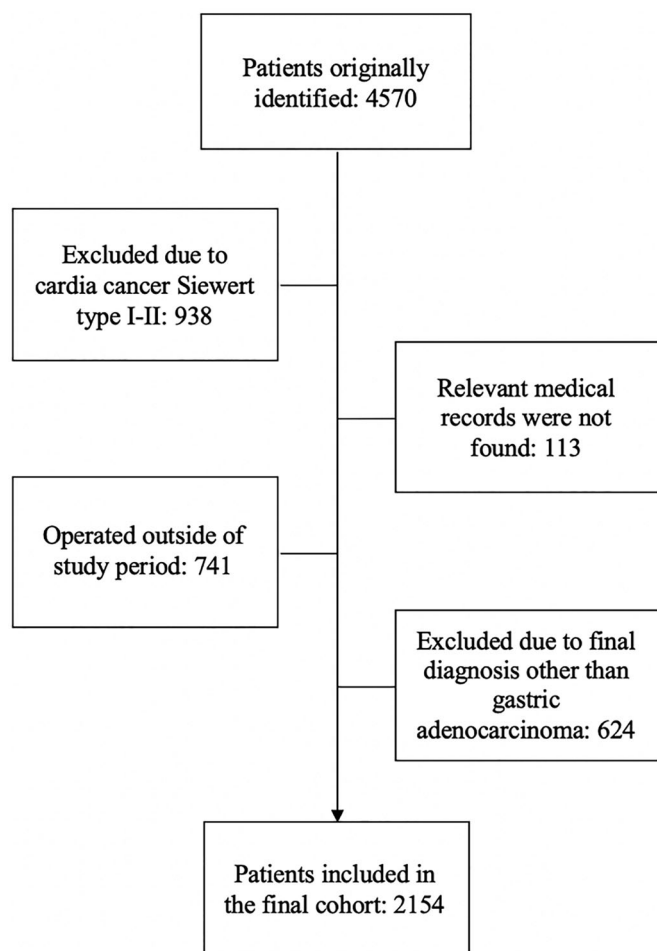 Patients originally
identified: 4570
Excluded due to
cardia cancer Siewert
type I-II: 938
Relevant medical
records were not
found: 113
Operated outside of
study period: 741
Excluded due to final
diagnosis other than
gastric
adenocarcinoma: 624
Patients included in
the final cohort: 2154